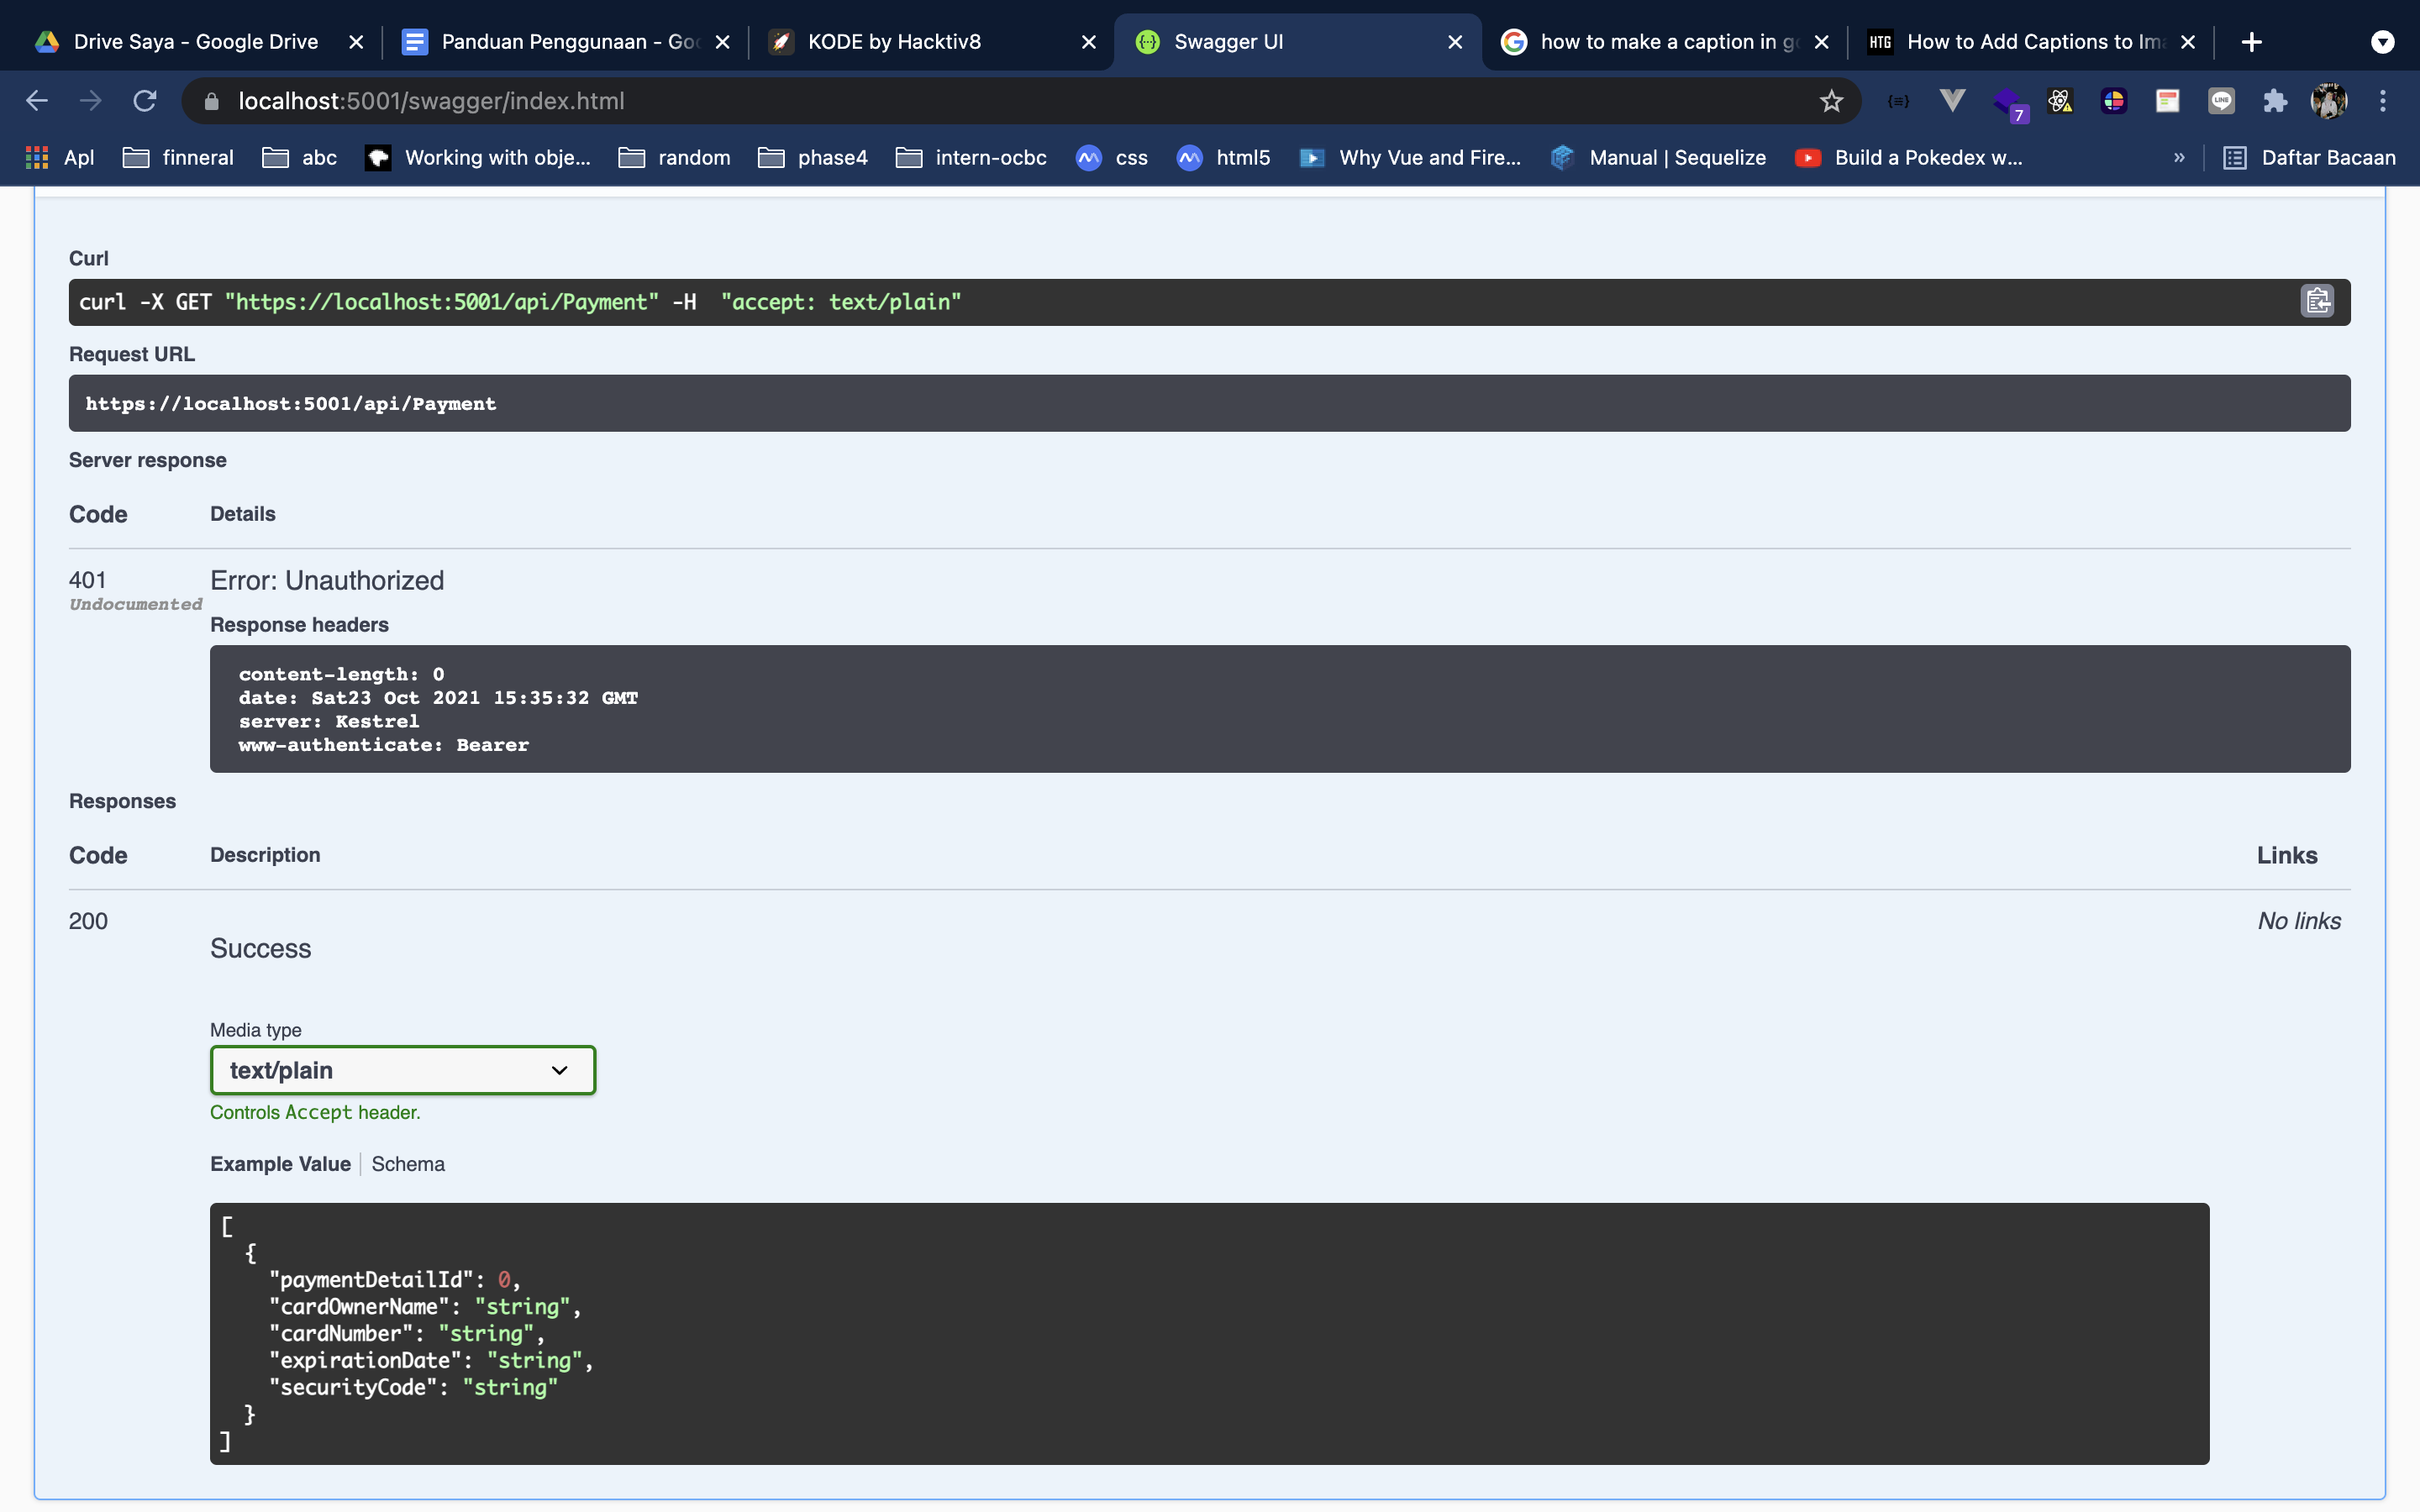 Drive Saya - Google Drive
Panduan Penggunaan - Goo
KODE by Hacktiv8
Swagger UI
how to make a caption in go
HTG How to Add Captions to Ima
localhost:5001/swagger/index.html
7
LINE
Apl
finneral
abc
Working with obje...
random
phase4
intern-ocbc
css
html5
Why Vue and Fire...
Manual | Sequelize
Build a Pokedex w...
»
Daftar Bacaan
Curl
curl -X GET "https://localhost:5001/api/Payment" -H  "accept: text/plain"
Request URL
https://localhost:5001/api/Payment
Server response
Code Details
401 Error: Unauthorized
Undocumented
Response headers
content-length: 0
date: Sat23 Oct 2021 15:35:32 GMT
server: Kestrel
www-authenticate: Bearer
Responses
Code Description Links
200 No links
Success
Media type
text/plain
Controls Accept header.
Example Value Schema
[
  {
    "paymentDetailId": 0,
    "cardOwnerName": "string",
    "cardNumber": "string",
    "expirationDate": "string",
    "securityCode": "string"
  }
]